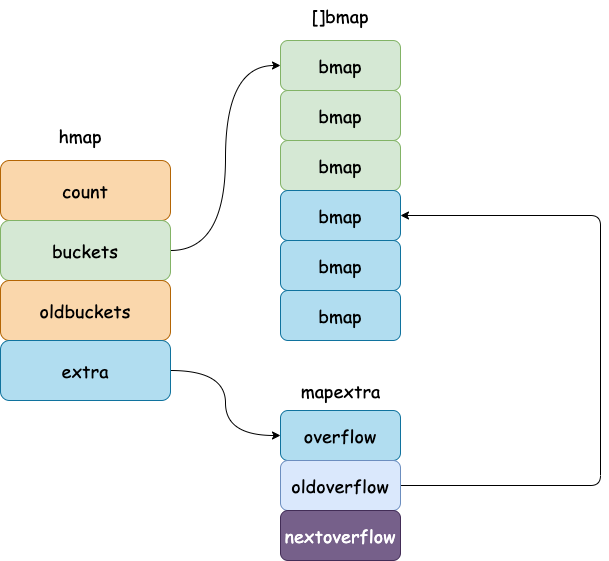 []bmap
bmap
bmap
bmap
bmap
bmap
bmap
hmap
count
buckets
oldbuckets
extra
mapextra
overflow
oldoverflow
nextoverflow